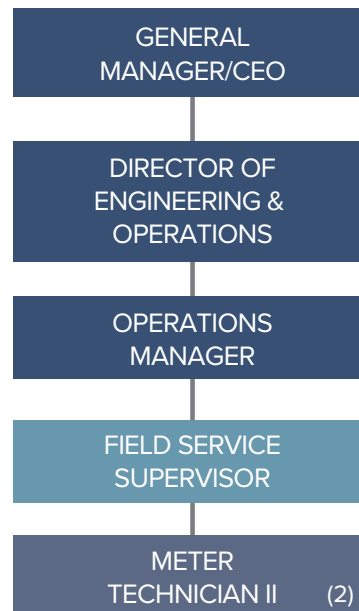 GENERAL
MANAGER/CEO
DIRECTOR OF
ENGINEERING &
OPERATIONS
OPERATIONS
MANAGER
FIELD SERVICE
SUPERVISOR
METER
TECHNICIAN II (2)